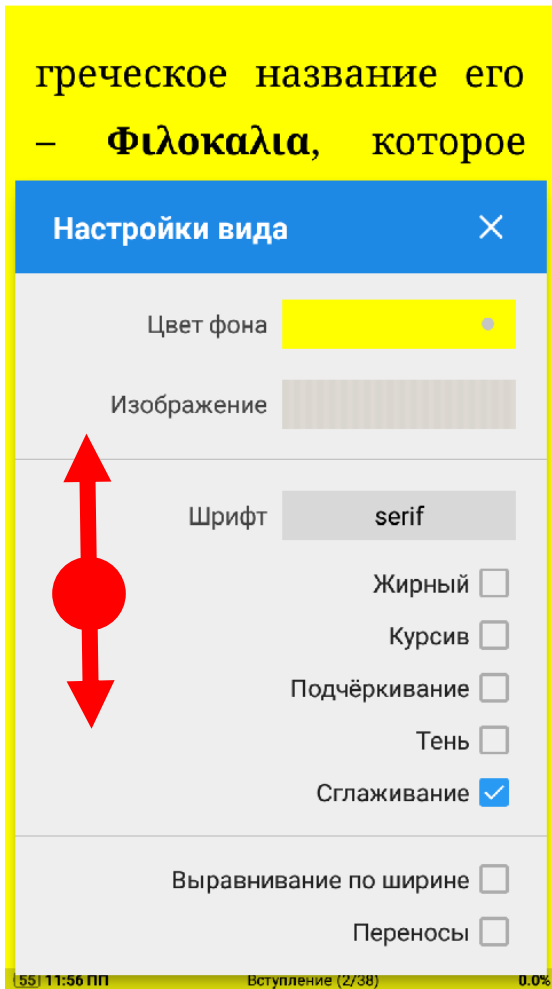 греческое название его
– Φιλοκαλια, которое
Настройки вида
Цвет фона
Изображение
Шрифт serif
Жирный
Курсив
Подчёркивание
Тень
Сглаживание
Выравнивание по ширине
Переносы
55 11:56 ПП Вступление (2/38) 0.0%